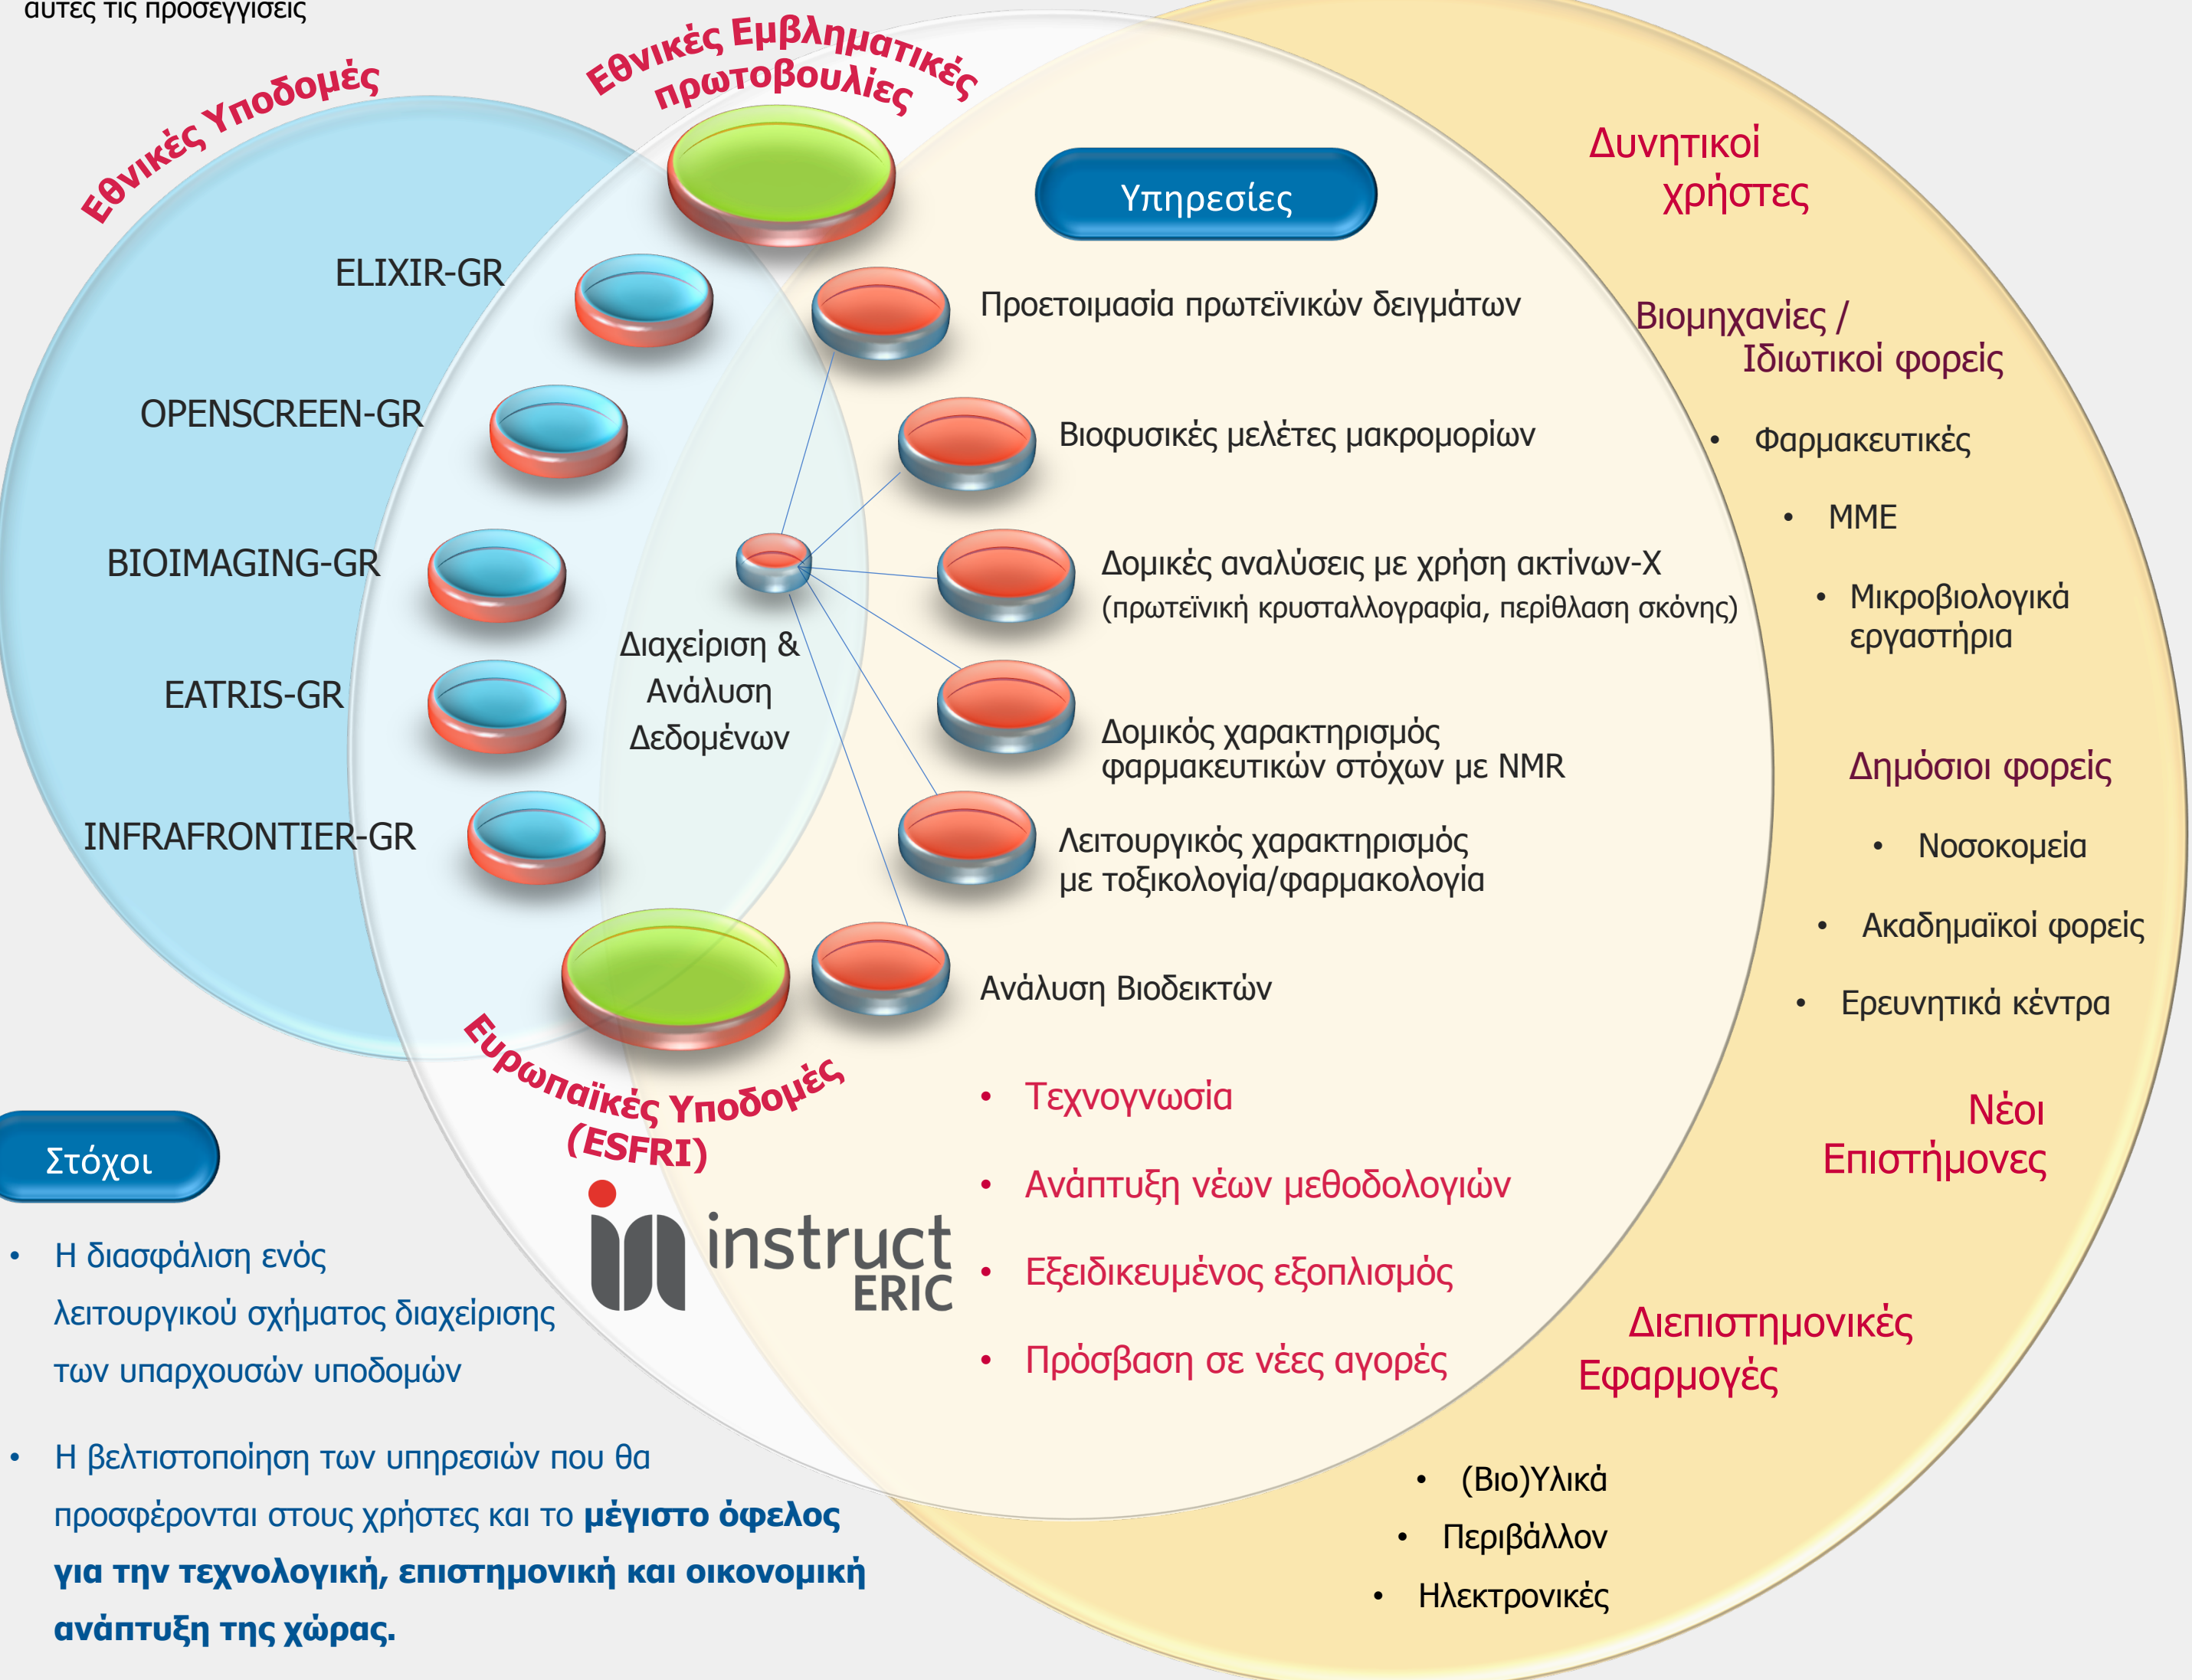 αυτές τις προσεγγίσεις
Εθνικές Υποδομές
Εθνικές Εμβληματικές
πρωτοβουλίες
ELIXIR-GR
OPENSCREEN-GR
BIOIMAGING-GR
EATRIS-GR
INFRAFRONTIER-GR
Διαχείριση &
Ανάλυση
Δεδομένων
Υπηρεσίες
Προετοιμασία πρωτεϊνικών δειγμάτων
Βιοφυσικές μελέτες μακρομορίων
Δομικές αναλύσεις με χρήση ακτίνων-Χ
(πρωτεϊνική κρυσταλλογραφία, περίθλαση σκόνης)
Δομικός χαρακτηρισμός
φαρμακευτικών στόχων με NMR
Λειτουργικός χαρακτηρισμός
με τοξικολογία/φαρμακολογία
Ανάλυση Βιοδεικτών
Ευρωπαϊκές Υποδομές
(ESFRI)
instruct
ERIC
• Τεχνογνωσία
• Ανάπτυξη νέων μεθοδολογιών
• Εξειδικευμένος εξοπλισμός
• Πρόσβαση σε νέες αγορές
Δυνητικοί
χρήστες
Βιομηχανίες /
Ιδιωτικοί φορείς
• Φαρμακευτικές
• ΜΜΕ
• Μικροβιολογικά
εργαστήρια
Δημόσιοι φορείς
• Νοσοκομεία
• Ακαδημαϊκοί φορείς
• Ερευνητικά κέντρα
Νέοι
Επιστήμονες
Διεπιστημονικές
Εφαρμογές
• (Βιο)Υλικά
• Περιβάλλον
• Ηλεκτρονικές
Στόχοι
• Η διασφάλιση ενός
λειτουργικού σχήματος διαχείρισης
των υπαρχουσών υποδομών
• Η βελτιστοποίηση των υπηρεσιών που θα
προσφέρονται στους χρήστες και το μέγιστο όφελος
για την τεχνολογική, επιστημονική και οικονομική
ανάπτυξη της χώρας.